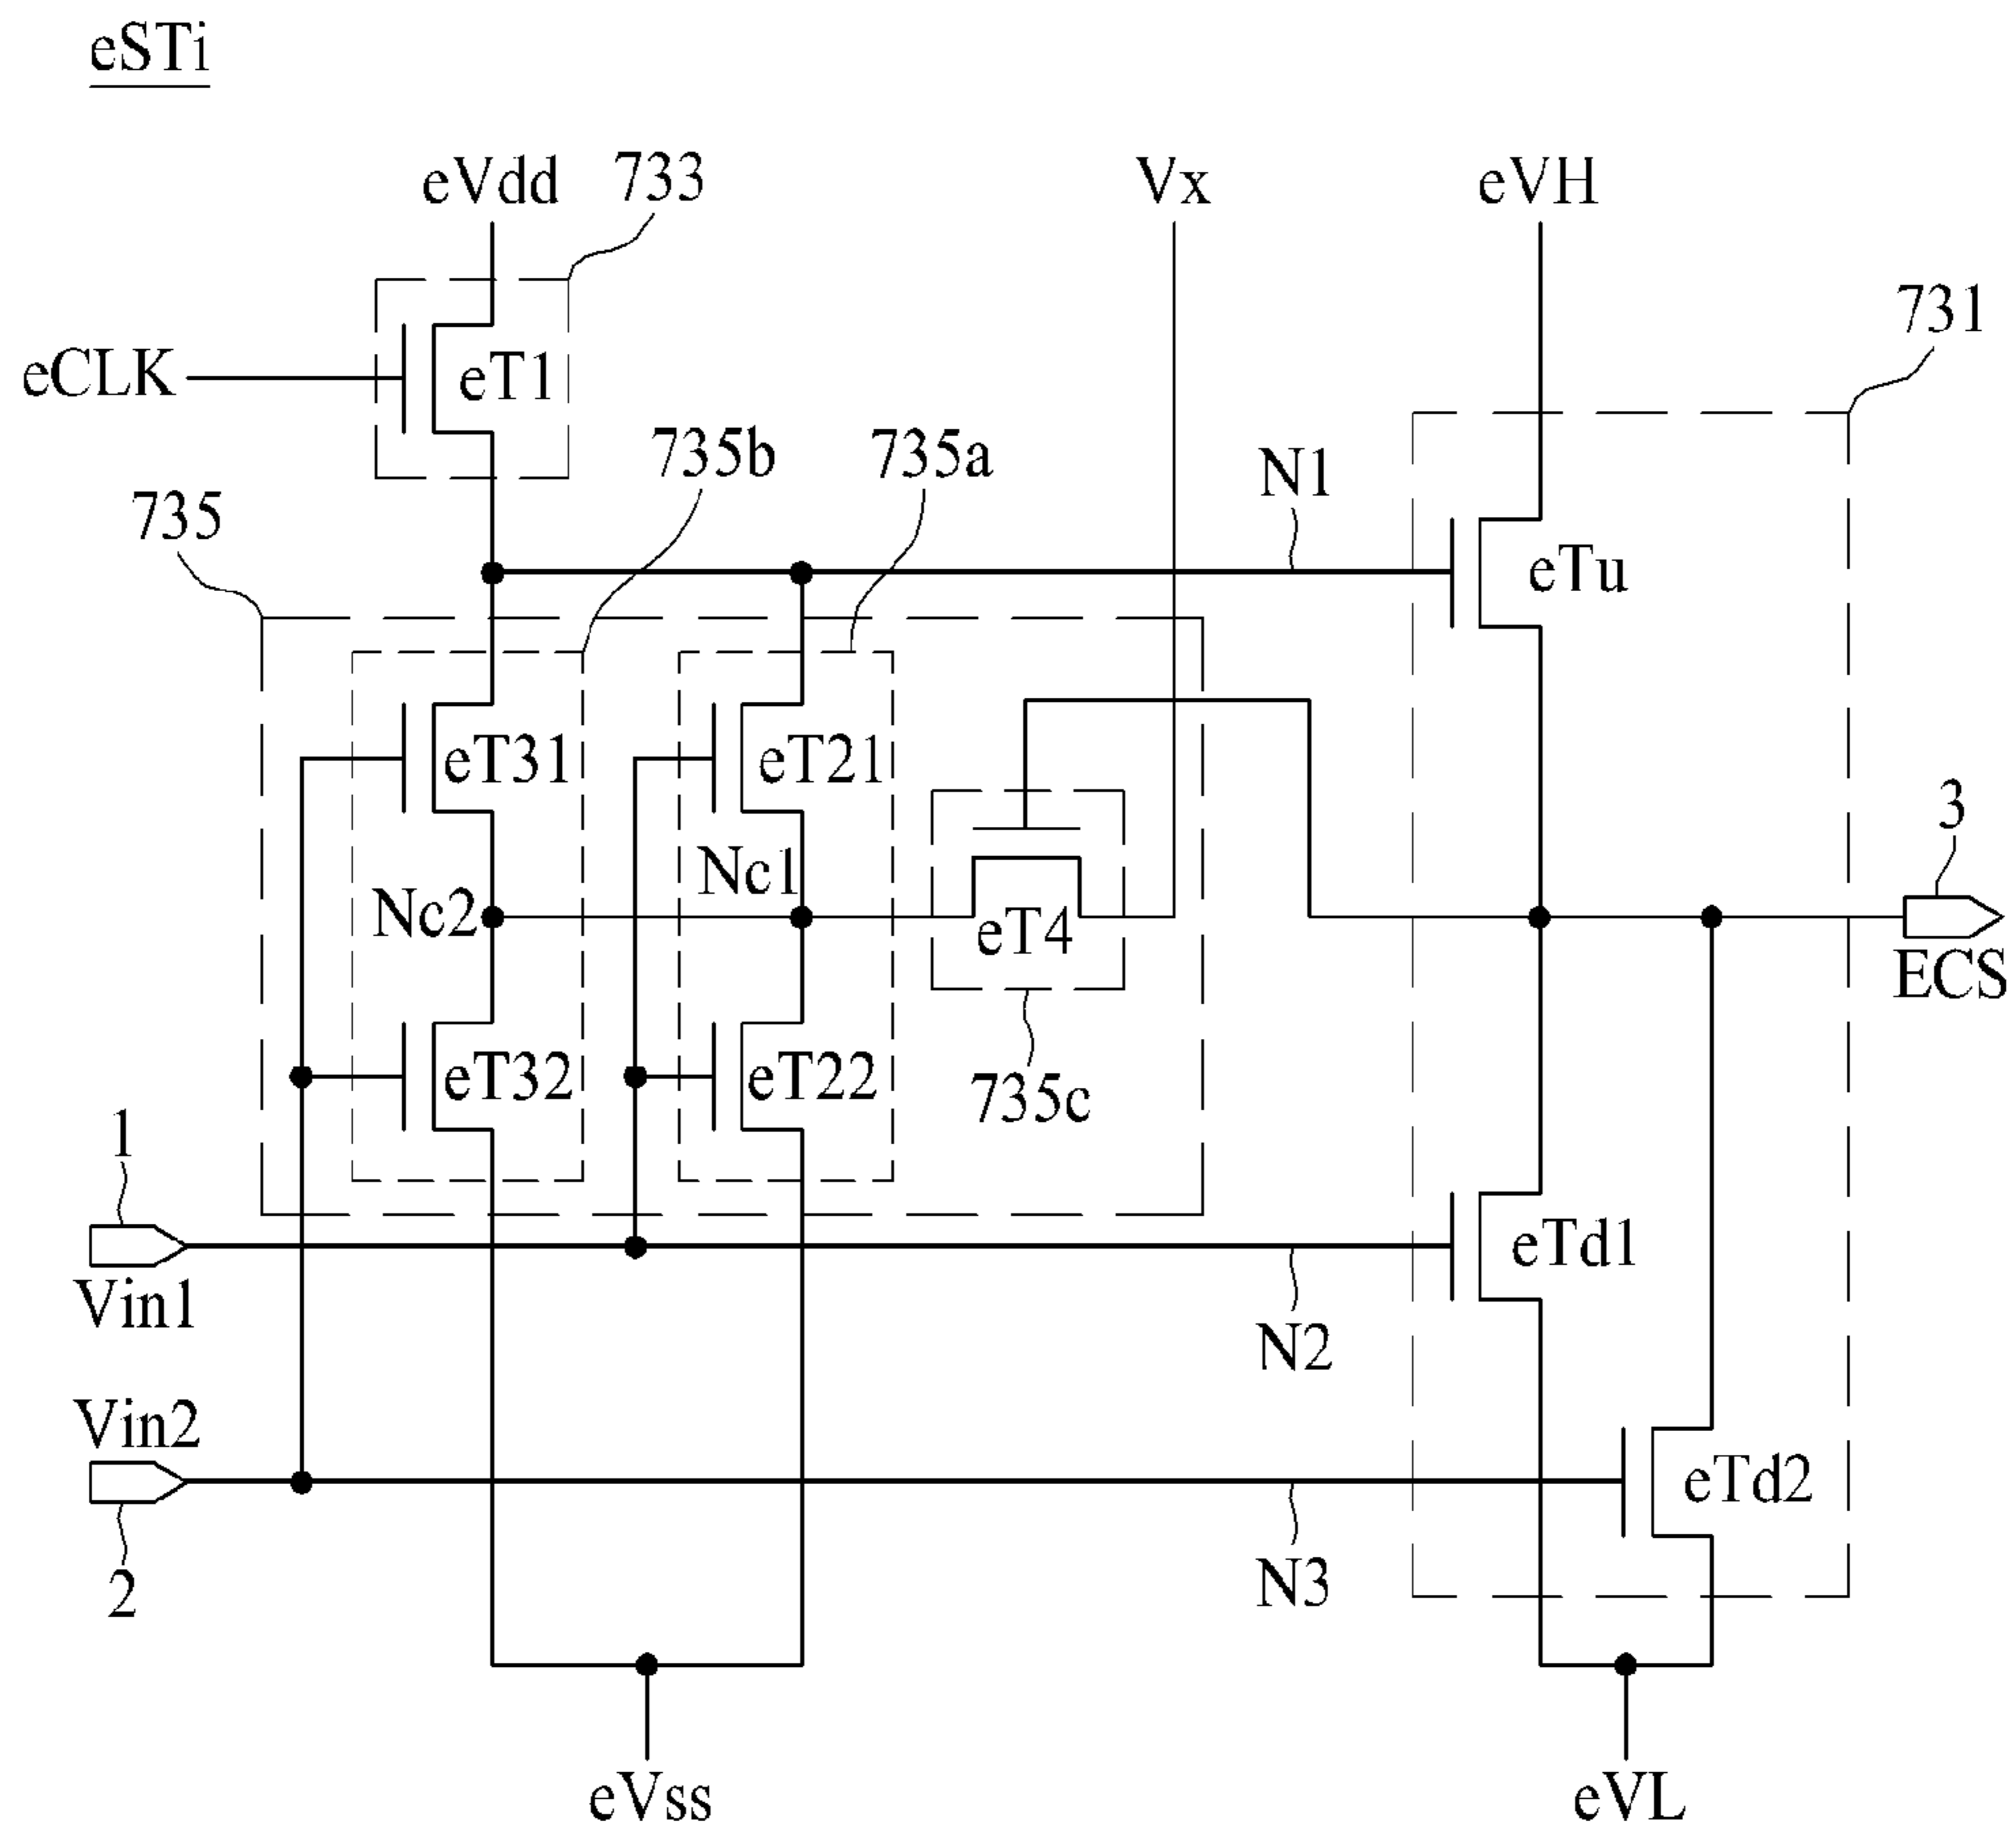 eSTi
eVdd
733
Vx
eVH
731
eCLK
eT1
735b
735a
N1
735
eTu
eT31
eT21
3
Nc1
Nc2
eT4
ECS
eT32
eT22
735c
1
Vin1
eTd1
N2
Vin2
eTd2
2
N3
eVss
eVL